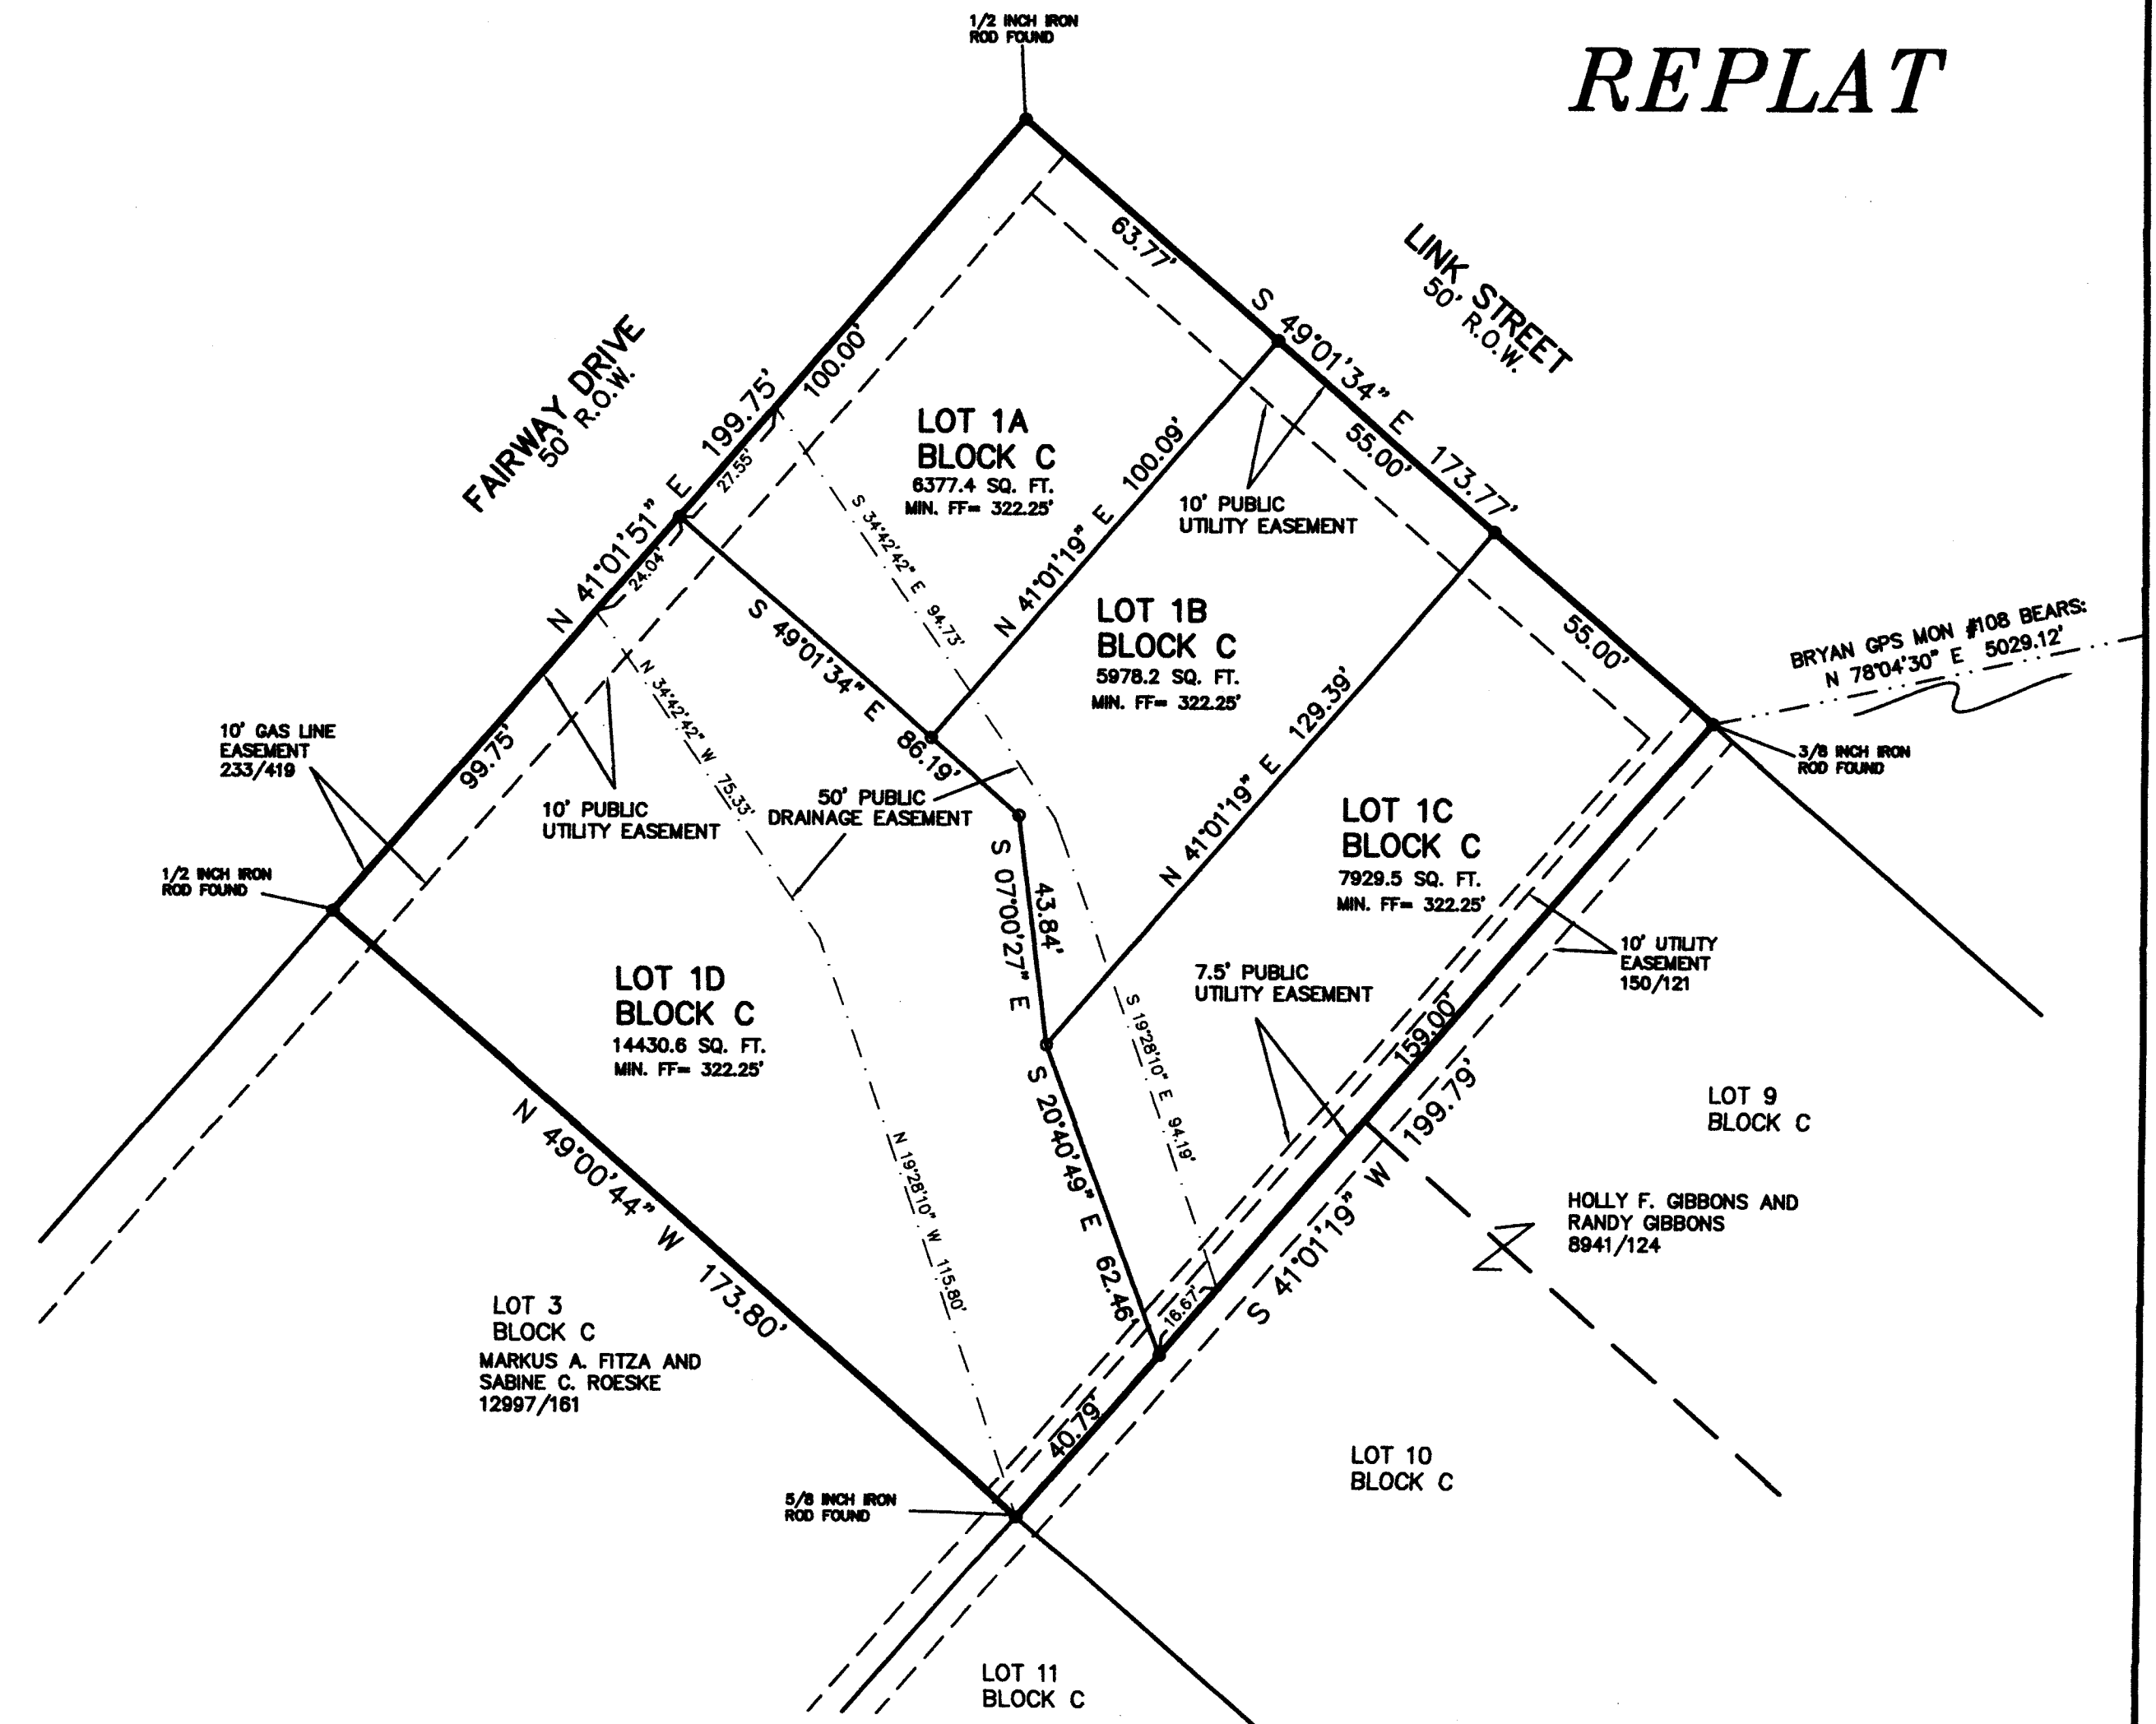 1/2 INCH IRON
ROD FOUND
REPLAT
63.77'
LINK STREET
50' R.O.W.
S 49°01'34" E 173.77'
55.00'
55.00'
FAIRWAY DRIVE
50' R.O.W.
N 41°01'51" E 199.75'
100.00'
27.55'
24.04'
99.75'
LOT 1A
BLOCK C
6377.4 SQ. FT.
MIN. FF= 322.25'
S 34°42'42" E 94.73'
N 41°01'19" E 100.09'
10' PUBLIC
UTILITY EASEMENT
LOT 1B
BLOCK C
5978.2 SQ. FT.
MIN. FF= 322.25'
BRYAN GPS MON #108 BEARS:
N 78°04'30" E 5029.12'
3/8 INCH IRON
ROD FOUND
S 49°01'34" E 86.19'
N 34°42'42" W 75.33'
N 41°01'19" E 129.39'
10' GAS LINE
EASEMENT
233/419
10' PUBLIC
UTILITY EASEMENT
50' PUBLIC
DRAINAGE EASEMENT
LOT 1C
BLOCK C
7929.5 SQ. FT.
MIN. FF= 322.25'
1/2 INCH IRON
ROD FOUND
S 07°00'27" E
43.84'
10' UTILITY
EASEMENT
150/121
7.5' PUBLIC
UTILITY EASEMENT
LOT 1D
BLOCK C
14430.6 SQ. FT.
MIN. FF= 322.25'
S 19°28'10" E 94.19'
159.00'
S 41°01'19" W 199.79'
S 20°40'49" E 62.46'
LOT 9
BLOCK C
N 49°00'44" W 173.80'
N 19°28'10" W 115.80'
HOLLY F. GIBBONS AND
RANDY GIBBONS
8941/124
16.67'
LOT 3
BLOCK C
MARKUS A. FITZA AND
SABINE C. ROESKE
12997/161
40.79'
LOT 10
BLOCK C
5/8 INCH IRON
ROD FOUND
LOT 11
BLOCK C